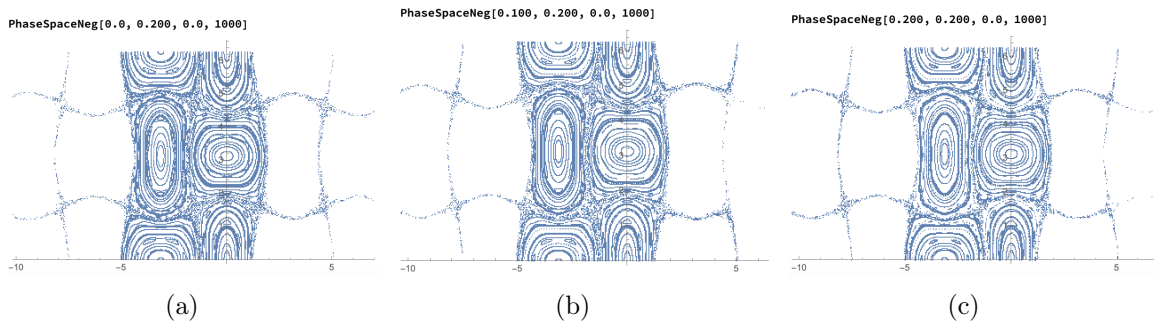 PhaseSpaceNeg[0.0, 0.200, 0.0, 1000]
PhaseSpaceNeg[0.100, 0.200, 0.0, 1000]
PhaseSpaceNeg[0.200, 0.200, 0.0, 1000]
-10 -5 5
-10 -5 5
-10 -5 5
(a) (b) (c)